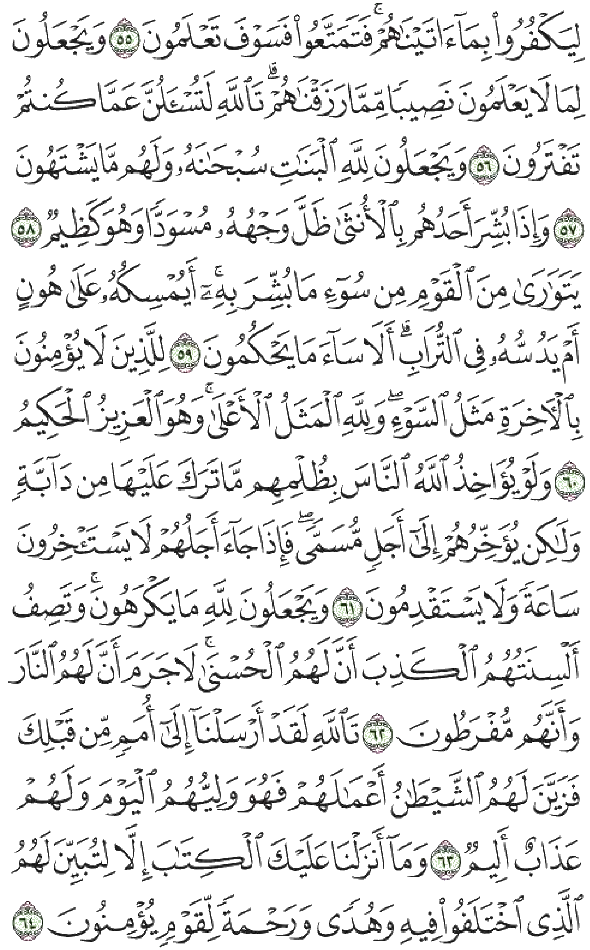 لِيَكْفُرُوا۟ بِمَآ ءَاتَيْنَـٰهُمْ ۚ فَتَمَتَّعُوا۟ فَسَوْفَ تَعْلَمُونَ ٥٥ وَيَجْعَلُونَ
لِمَا لَا يَعْلَمُونَ نَصِيبًا مِّمَّا رَزَقْنَـٰهُمْ ۗ تَٱللَّهِ لَتُسْـَٔلُنَّ عَمَّا كُنتُمْ
تَفْتَرُونَ ٥٦ وَيَجْعَلُونَ لِلَّهِ ٱلْبَنَـٰتِ سُبْحَـٰنَهُۥ وَلَهُم مَّا يَشْتَهُونَ
٥٧ وَإِذَا بُشِّرَ أَحَدُهُم بِٱلْأُنثَىٰ ظَلَّ وَجْهُهُۥ مُسْوَدًّا وَهُوَ كَظِيمٌ ٥٨
يَتَوَٰرَىٰ مِنَ ٱلْقَوْمِ مِن سُوٓءِ مَا بُشِّرَ بِهِۦٓ ۚ أَيُمْسِكُهُۥ عَلَىٰ هُونٍ
أَمْ يَدُسُّهُۥ فِى ٱلتُّرَابِ ۗ أَلَا سَآءَ مَا يَحْكُمُونَ ٥٩ لِلَّذِينَ لَا يُؤْمِنُونَ
بِٱلْـَٔاخِرَةِ مَثَلُ ٱلسَّوْءِ ۖ وَلِلَّهِ ٱلْمَثَلُ ٱلْأَعْلَىٰ ۚ وَهُوَ ٱلْعَزِيزُ ٱلْحَكِيمُ
٦٠ وَلَوْ يُؤَاخِذُ ٱللَّهُ ٱلنَّاسَ بِظُلْمِهِم مَّا تَرَكَ عَلَيْهَا مِن دَآبَّةٍ
وَلَـٰكِن يُؤَخِّرُهُمْ إِلَىٰٓ أَجَلٍ مُّسَمًّى ۖ فَإِذَا جَآءَ أَجَلُهُمْ لَا يَسْتَـْٔخِرُونَ
سَاعَةً ۖ وَلَا يَسْتَقْدِمُونَ ٦١ وَيَجْعَلُونَ لِلَّهِ مَا يَكْرَهُونَ ۚ وَتَصِفُ
أَلْسِنَتُهُمُ ٱلْكَذِبَ أَنَّ لَهُمُ ٱلْحُسْنَىٰ ۖ لَا جَرَمَ أَنَّ لَهُمُ ٱلنَّارَ
وَأَنَّهُم مُّفْرَطُونَ ٦٢ تَٱللَّهِ لَقَدْ أَرْسَلْنَآ إِلَىٰٓ أُمَمٍ مِّن قَبْلِكَ
فَزَيَّنَ لَهُمُ ٱلشَّيْطَـٰنُ أَعْمَـٰلَهُمْ فَهُوَ وَلِيُّهُمُ ٱلْيَوْمَ وَلَهُمْ
عَذَابٌ أَلِيمٌ ٦٣ وَمَآ أَنزَلْنَا عَلَيْكَ ٱلْكِتَـٰبَ إِلَّا لِتُبَيِّنَ لَهُمُ
ٱلَّذِى ٱخْتَلَفُوا۟ فِيهِ ۙ وَهُدًى وَرَحْمَةً لِّقَوْمٍ يُؤْمِنُونَ ٦٤